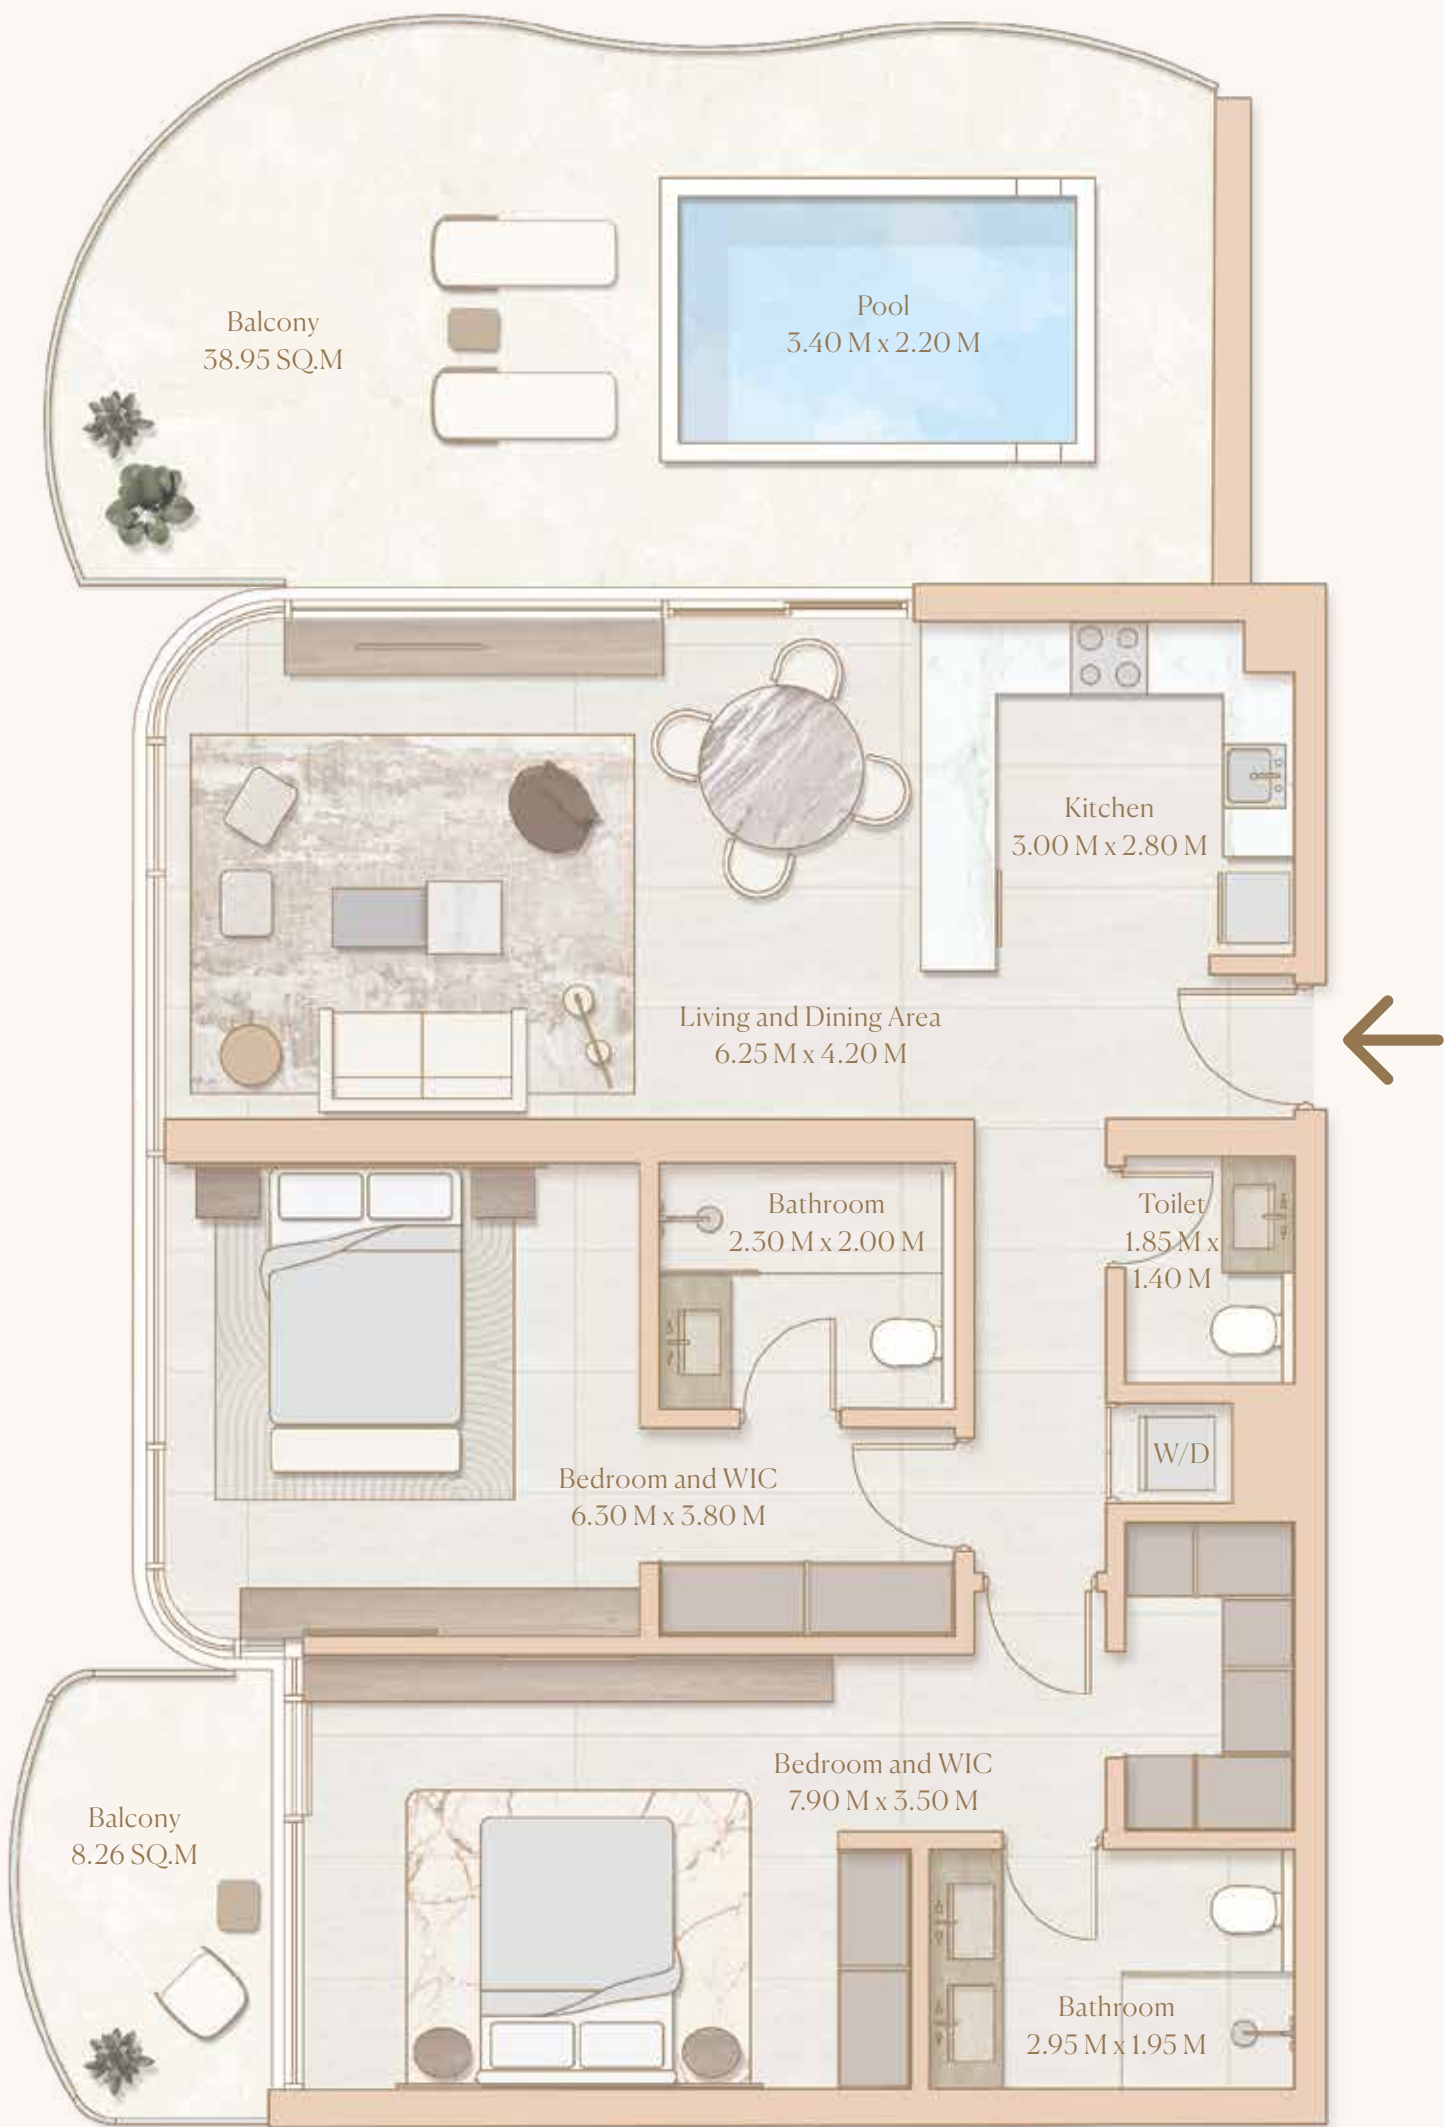 Balcony
38.95 SQ.M
Pool
3.40 M x 2.20 M
Kitchen
3.00 M x 2.80 M
Living and Dining Area
6.25 M x 4.20 M
Bathroom
2.30 M x 2.00 M
Toilet
1.85 M x
1.40 M
W/D
Bedroom and WIC
6.30 M x 3.80 M
Bedroom and WIC
7.90 M x 3.50 M
Balcony
8.26 SQ.M
Bathroom
2.95 M x 1.95 M